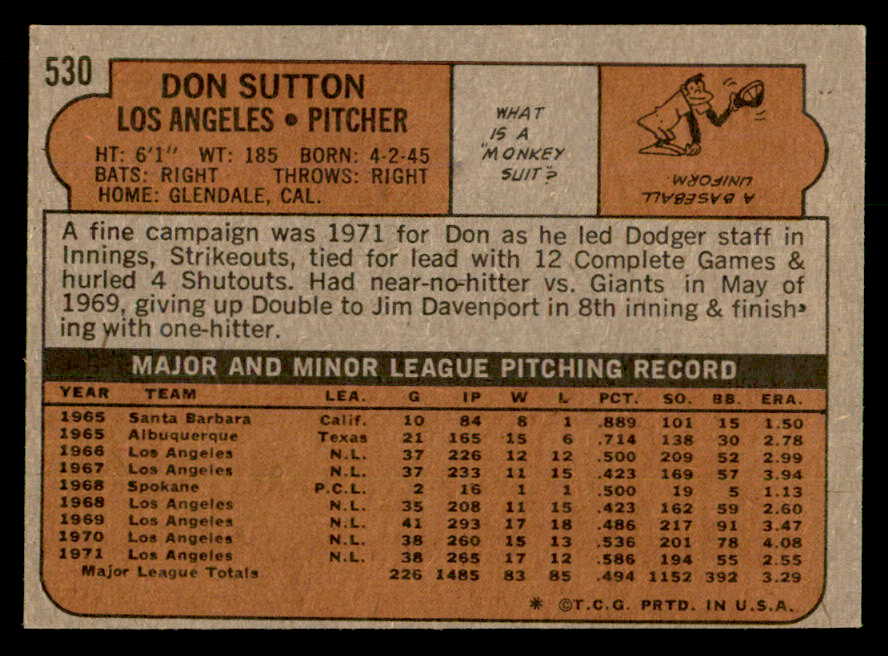 530
DON SUTTON
LOS ANGELES • PITCHER
HT: 6'1" WT: 185 BORN: 4-2-45
BATS: RIGHT THROWS: RIGHT
HOME: GLENDALE, CAL.
WHAT
IS A
"MONKEY
SUIT?
A BASEBALL
UNIFORM.
A fine campaign was 1971 for Don as he led Dodger staff in
Innings, Strikeouts, tied for lead with 12 Complete Games &
hurled 4 Shutouts. Had near-no-hitter vs. Giants in May of
1969, giving up Double to Jim Davenport in 8th inning & finish-
ing with one-hitter.
MAJOR AND MINOR LEAGUE PITCHING RECORD
YEAR TEAM LEA. G IP W L PCT. SO. BB. ERA.
1965 Santa Barbara Calif. 10 84 8 1 .889 101 15 1.50
1965 Albuquerque Texas 21 165 15 6 .714 138 30 2.78
1966 Los Angeles N.L. 37 226 12 12 .500 209 52 2.99
1967 Los Angeles N.L. 37 233 11 15 .423 169 57 3.94
1968 Spokane P.C.L. 2 16 1 1 .500 19 5 1.13
1968 Los Angeles N.L. 35 208 11 15 .423 162 59 2.60
1969 Los Angeles N.L. 41 293 17 18 .486 217 91 3.47
1970 Los Angeles N.L. 38 260 15 13 .536 201 78 4.08
1971 Los Angeles N.L. 38 265 17 12 .586 194 55 2.55
Major League Totals 226 1485 83 85 .494 1152 392 3.29
* ©T.C.G. PRTD. IN U.S.A.